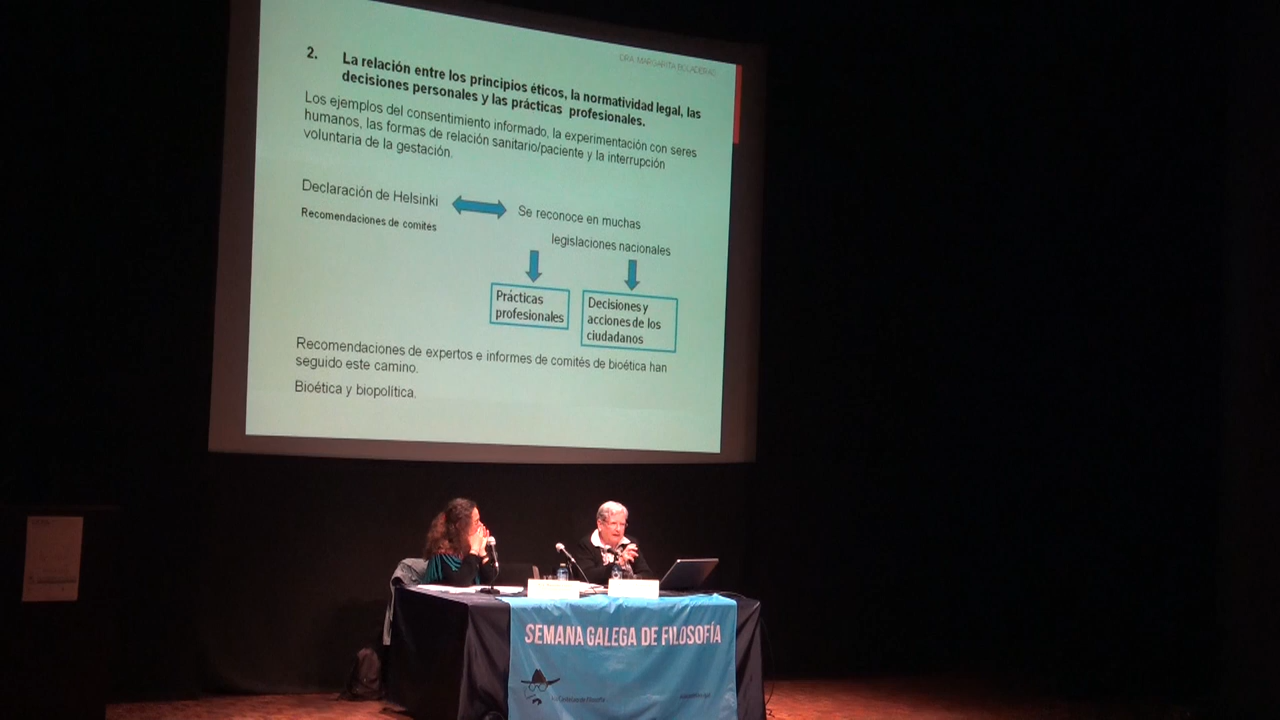 DRA. MARGARITA BOLADERAS
2. La relación entre los principios éticos, la normatividad legal, las
decisiones personales y las prácticas profesionales.
Los ejemplos del consentimiento informado, la experimentación con seres
humanos, las formas de relación sanitario/paciente y la interrupción
voluntaria de la gestación.
Declaración de Helsinki
Se reconoce en muchas
Recomendaciones de comités
legislaciones nacionales
Prácticas
profesionales
Decisiones y
acciones de los
ciudadanos
Recomendaciones de expertos e informes de comités de bioética han
seguido este camino.
Bioética y biopolítica.
SEMANA GALEGA DE FILOSOFÍA